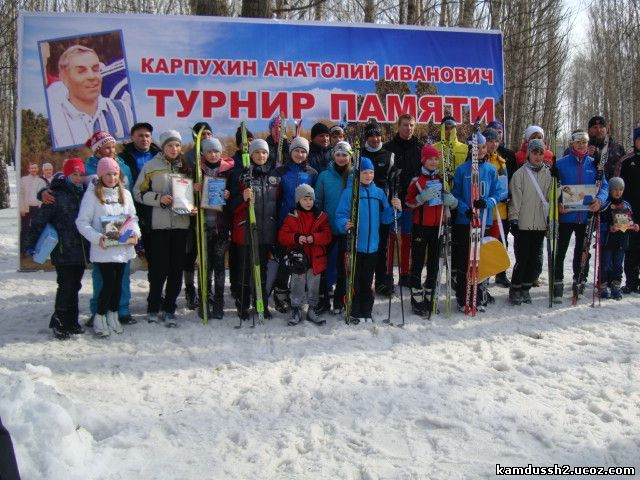 КАРПУХИН АНАТОЛИЙ ИВАНОВИЧ
ТУРНИР ПАМЯТИ
kamdussh2.ucoz.com